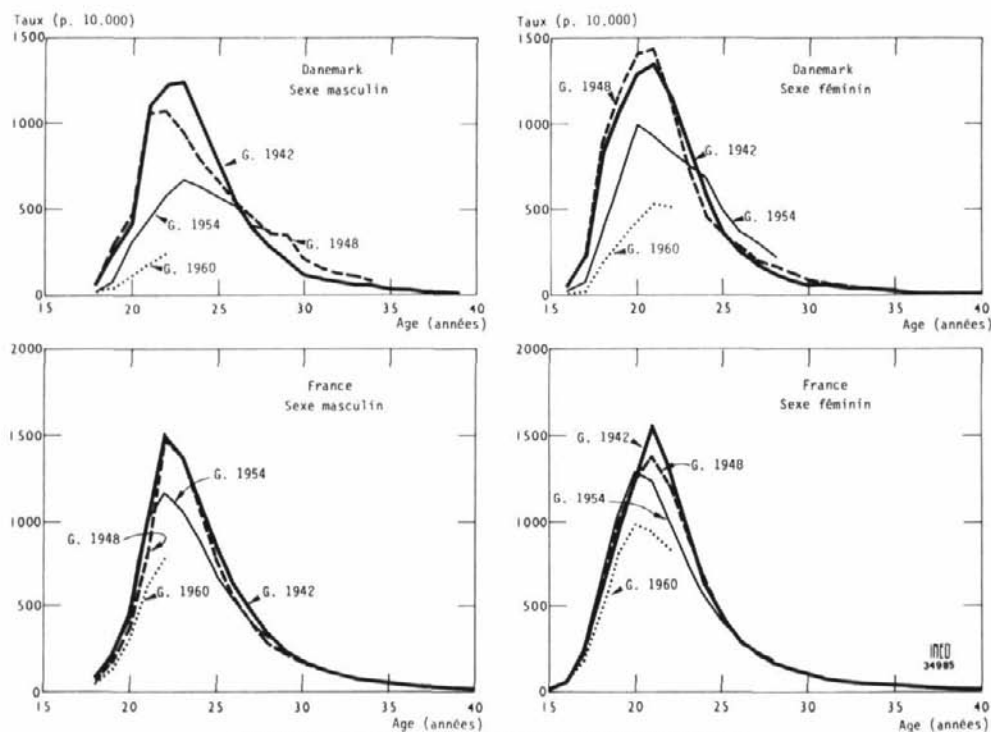 Taux (p. 10.000)
1500
1000
500
0
Danemark
Sexe masculin
G. 1942
G. 1954
G. 1948
G. 1960
15 20 25 30 35 40
Age (années)
Taux (p. 10.000)
1500
1000
500
0
Danemark
Sexe féminin
G. 1948
G. 1942
G. 1954
G. 1960
15 20 25 30 35 40
Age (années)
2000
1500
1000
500
0
France
Sexe masculin
G. 1954
G. 1948
G. 1960
G. 1942
15 20 25 30 35 40
Age (années)
2000
1500
1000
500
0
France
Sexe féminin
G. 1942
G. 1948
G. 1954
G. 1960
INED
34985
15 20 25 30 35 40
Age (années)